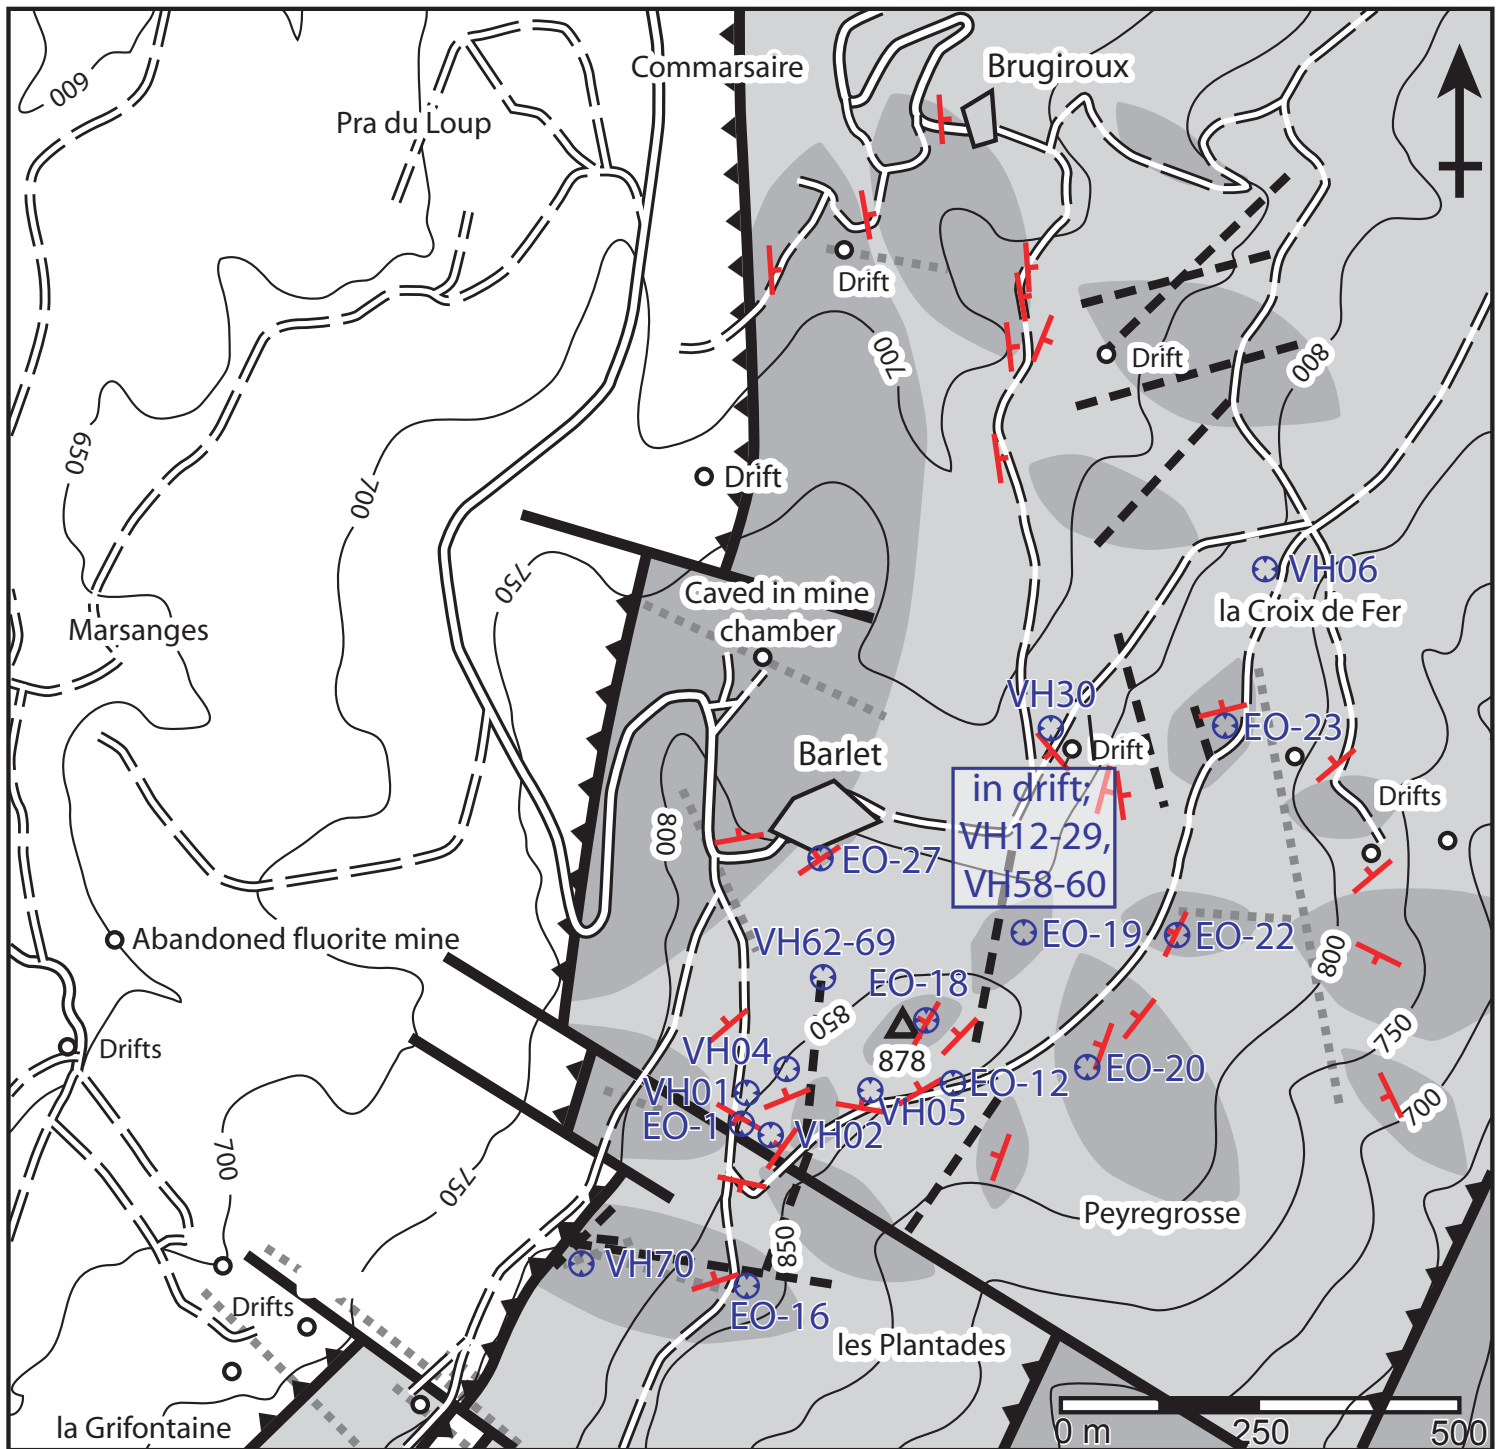 Commarsaire
Brugiroux
600
Pra du Loup
Drift
700
Drift
800
650
Drift
700
750
Caved in mine
chamber
VH06
la Croix de Fer
Marsanges
VH30
EO-23
Drift
Barlet
in drift;
VH12-29,
VH58-60
Drifts
800
EO-27
Abandoned fluorite mine
VH62-69
EO-19
EO-22
800
EO-18
850
750
Drifts
VH04
878
VH01
EO-12
EO-20
EO-1
VH02
VH05
700
700
750
Peyregrosse
850
VH70
Drifts
EO-16
les Plantades
la Grifontaine
0 m
250
500